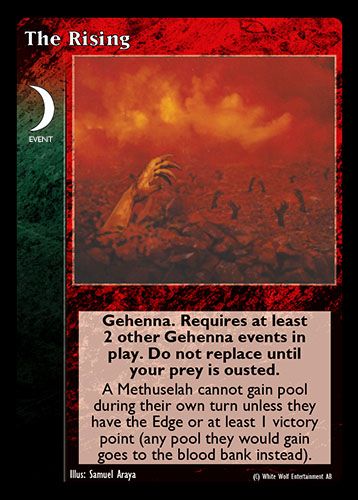 The Rising
EVENT
Gehenna. Requires at least
2 other Gehenna events in
play. Do not replace until
your prey is ousted.
A Methuselah cannot gain pool
during their own turn unless they
have the Edge or at least 1 victory
point (any pool they would gain
goes to the blood bank instead).
Illus: Samuel Araya
(C) White Wolf Entertainment AB